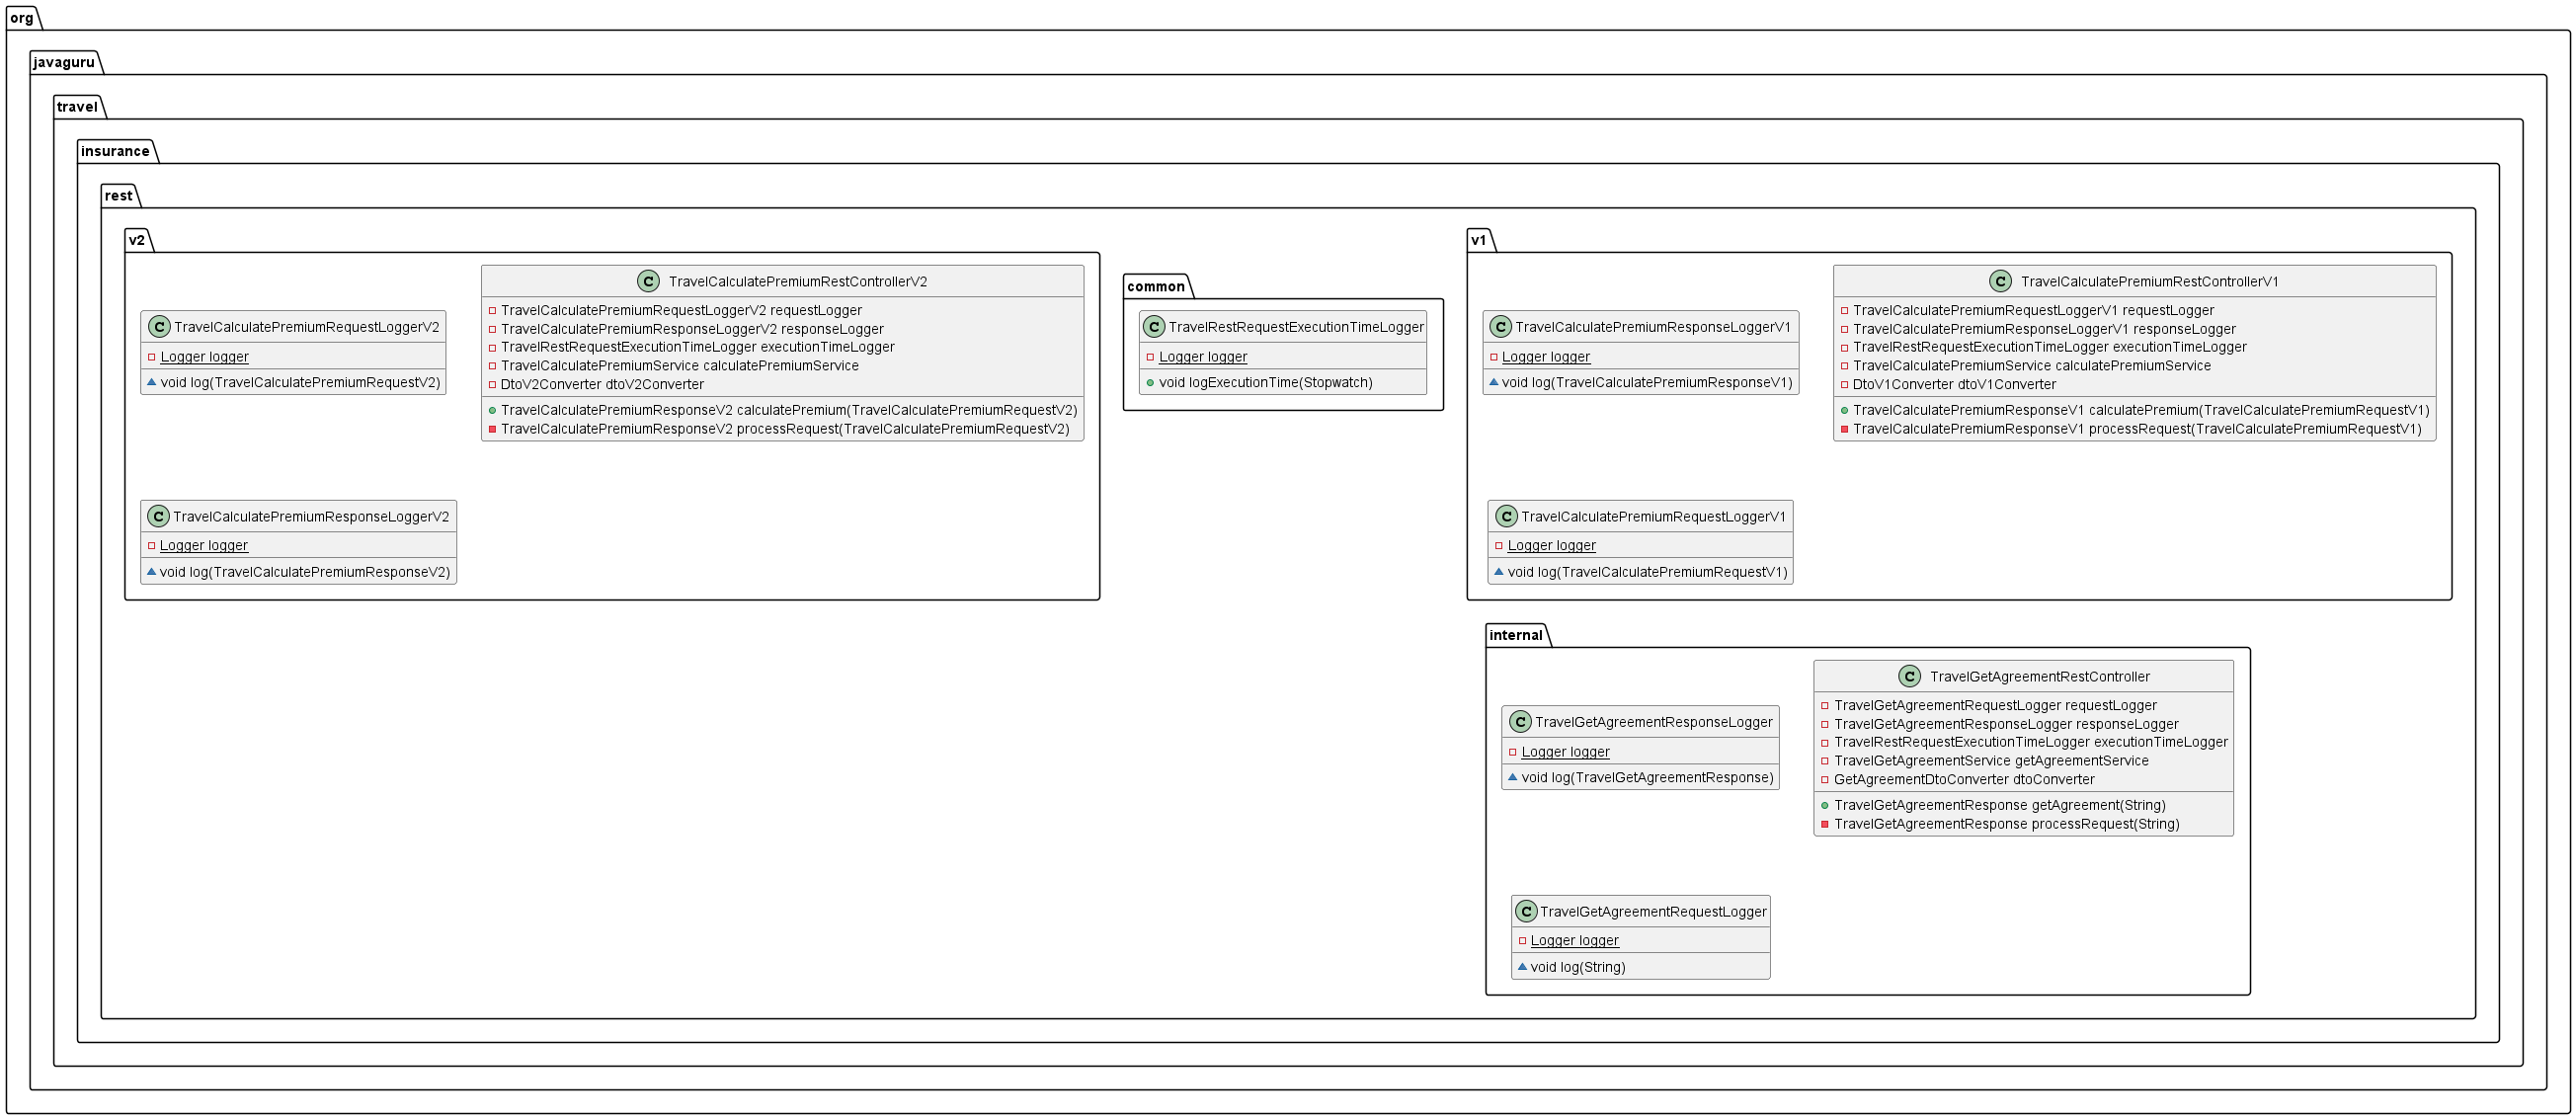 org
javaguru
travel
insurance
rest
v2
C TravelCalculatePremiumRequestLoggerV2
Logger logger
void log(TravelCalculatePremiumRequestV2)
C TravelCalculatePremiumRestControllerV2
TravelCalculatePremiumRequestLoggerV2 requestLogger
TravelCalculatePremiumResponseLoggerV2 responseLogger
TravelRestRequestExecutionTimeLogger executionTimeLogger
TravelCalculatePremiumService calculatePremiumService
DtoV2Converter dtoV2Converter
TravelCalculatePremiumResponseV2 calculatePremium(TravelCalculatePremiumRequestV2)
TravelCalculatePremiumResponseV2 processRequest(TravelCalculatePremiumRequestV2)
C TravelCalculatePremiumResponseLoggerV2
Logger logger
void log(TravelCalculatePremiumResponseV2)
common
C TravelRestRequestExecutionTimeLogger
Logger logger
void logExecutionTime(Stopwatch)
v1
C TravelCalculatePremiumResponseLoggerV1
Logger logger
void log(TravelCalculatePremiumResponseV1)
C TravelCalculatePremiumRestControllerV1
TravelCalculatePremiumRequestLoggerV1 requestLogger
TravelCalculatePremiumResponseLoggerV1 responseLogger
TravelRestRequestExecutionTimeLogger executionTimeLogger
TravelCalculatePremiumService calculatePremiumService
DtoV1Converter dtoV1Converter
TravelCalculatePremiumResponseV1 calculatePremium(TravelCalculatePremiumRequestV1)
TravelCalculatePremiumResponseV1 processRequest(TravelCalculatePremiumRequestV1)
C TravelCalculatePremiumRequestLoggerV1
Logger logger
void log(TravelCalculatePremiumRequestV1)
internal
C TravelGetAgreementResponseLogger
Logger logger
void log(TravelGetAgreementResponse)
C TravelGetAgreementRestController
TravelGetAgreementRequestLogger requestLogger
TravelGetAgreementResponseLogger responseLogger
TravelRestRequestExecutionTimeLogger executionTimeLogger
TravelGetAgreementService getAgreementService
GetAgreementDtoConverter dtoConverter
TravelGetAgreementResponse getAgreement(String)
TravelGetAgreementResponse processRequest(String)
C TravelGetAgreementRequestLogger
Logger logger
void log(String)